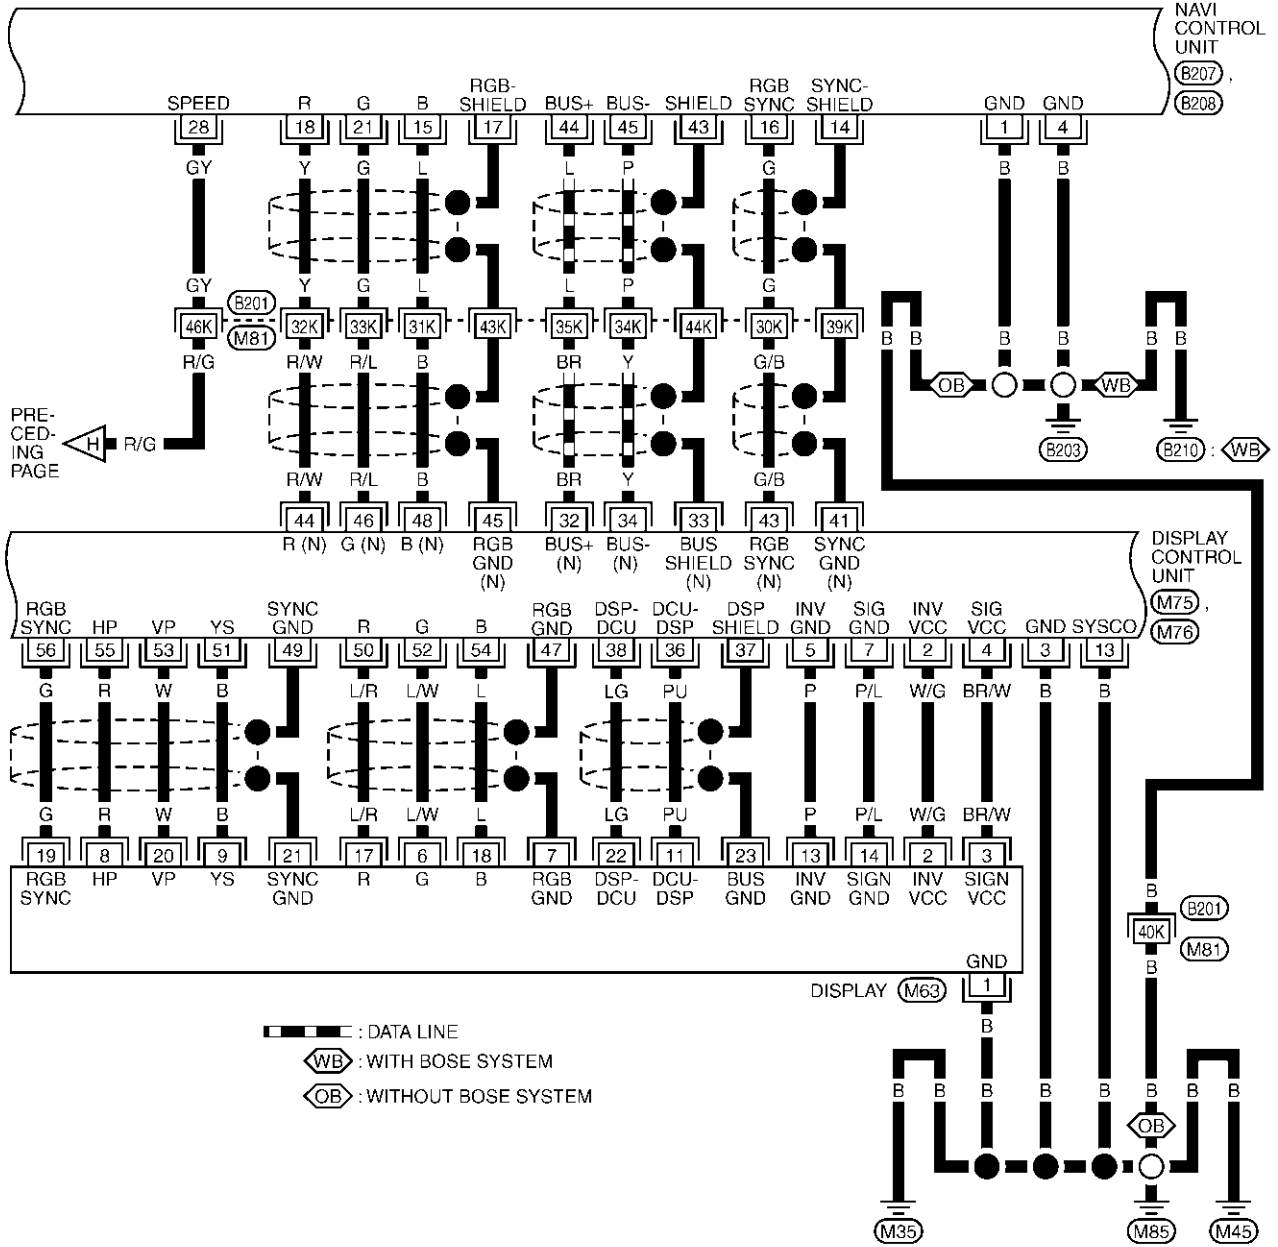 NAVI
CONTROL
UNIT
B207 ,
B208
SPEED R G B RGB-SHIELD BUS+ BUS- SHIELD RGB SYNC SYNC-SHIELD GND GND
28 18 21 15 17 44 45 43 16 14 1 4
GY Y G L L P G B B
GY Y G L L P G
B201
46K 32K 33K 31K 43K 35K 34K 44K 30K 39K
M81
B B B B B B
R/G R/W R/L B BR Y G/B
OB WB
PRE-
CED-
ING
PAGE
H R/G
B203 B210 : WB
R/W R/L B BR Y G/B
44 46 48 45 32 34 33 43 41
R (N) G (N) B (N) RGB GND (N) BUS+ (N) BUS- (N) BUS SHIELD (N) RGB SYNC (N) SYNC GND (N)
DISPLAY
CONTROL
UNIT
M75 ,
M76
RGB SYNC HP VP YS SYNC GND R G B RGB GND DSP-DCU DCU-DSP DSP SHIELD INV GND SIG GND INV VCC SIG VCC GND SYSCO
56 55 53 51 49 50 52 54 47 38 36 37 5 7 2 4 3 13
G R W B L/R L/W L LG PU P P/L W/G BR/W B B
G R W B L/R L/W L LG PU P P/L W/G BR/W
19 8 20 9 21 17 6 18 7 22 11 23 13 14 2 3
RGB SYNC HP VP YS SYNC GND R G B RGB GND DSP-DCU DCU-DSP BUS GND INV GND SIGN GND INV VCC SIGN VCC
B
B201
40K
M81
B
GND
DISPLAY M63 1
B
: DATA LINE
WB : WITH BOSE SYSTEM
OB : WITHOUT BOSE SYSTEM
B B B B B B B B
OB
M35 M85 M45